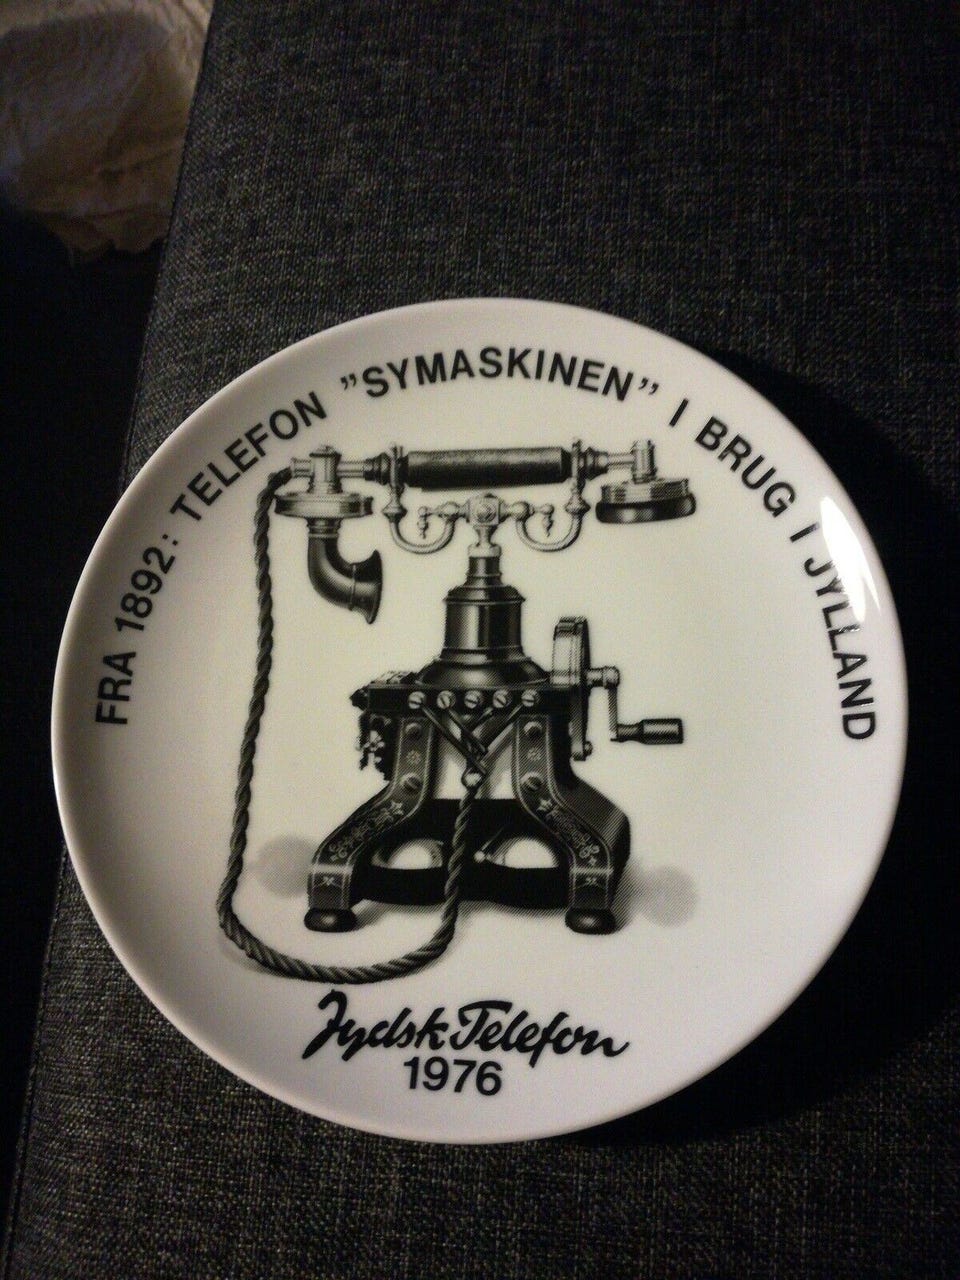 FRA 1892: TELEFON ”SYMASKINEN” I BRUG I JYLLAND
Jydsk Telefon
1976